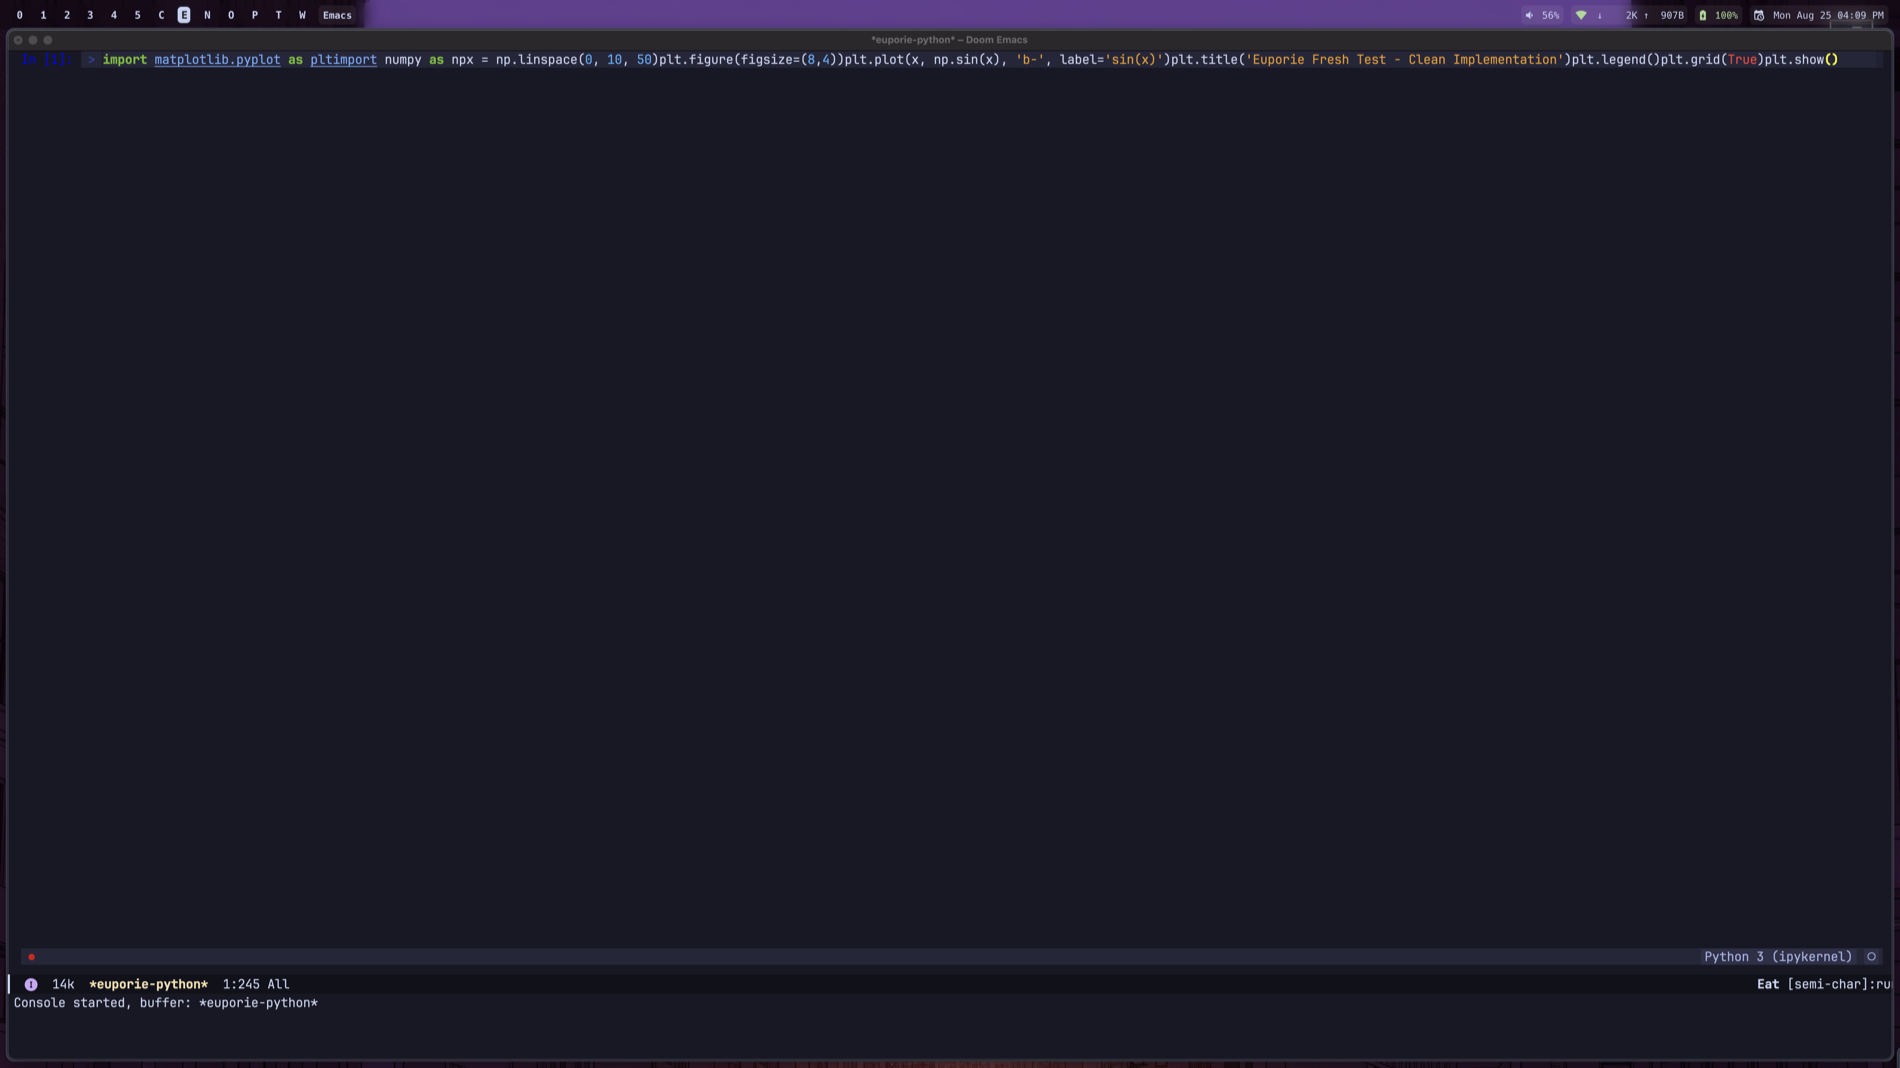 0 1 2 3 4 5 C E N O P T W Emacs
56% ↓ 2K ↑ 907B 100% Mon Aug 25 04:09 PM
*euporie-python* – Doom Emacs
In [1]: > import matplotlib.pyplot as pltimport numpy as npx = np.linspace(0, 10, 50)plt.figure(figsize=(8,4))plt.plot(x, np.sin(x), 'b-', label='sin(x)')plt.title('Euporie Fresh Test - Clean Implementation')plt.legend()plt.grid(True)plt.show()
Python 3 (ipykernel)
14k *euporie-python* 1:245 All Eat [semi-char]:ru
Console started, buffer: *euporie-python*